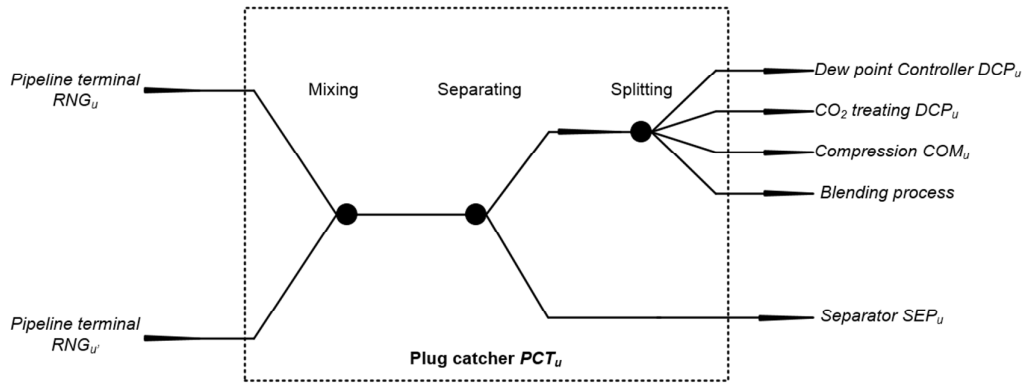 Pipeline terminal
RNGu
Mixing
Separating
Splitting
Dew point Controller DCPu
CO2 treating DCPu
Compression COMu
Blending process
Pipeline terminal
RNGu'
Separator SEPu
Plug catcher PCTu